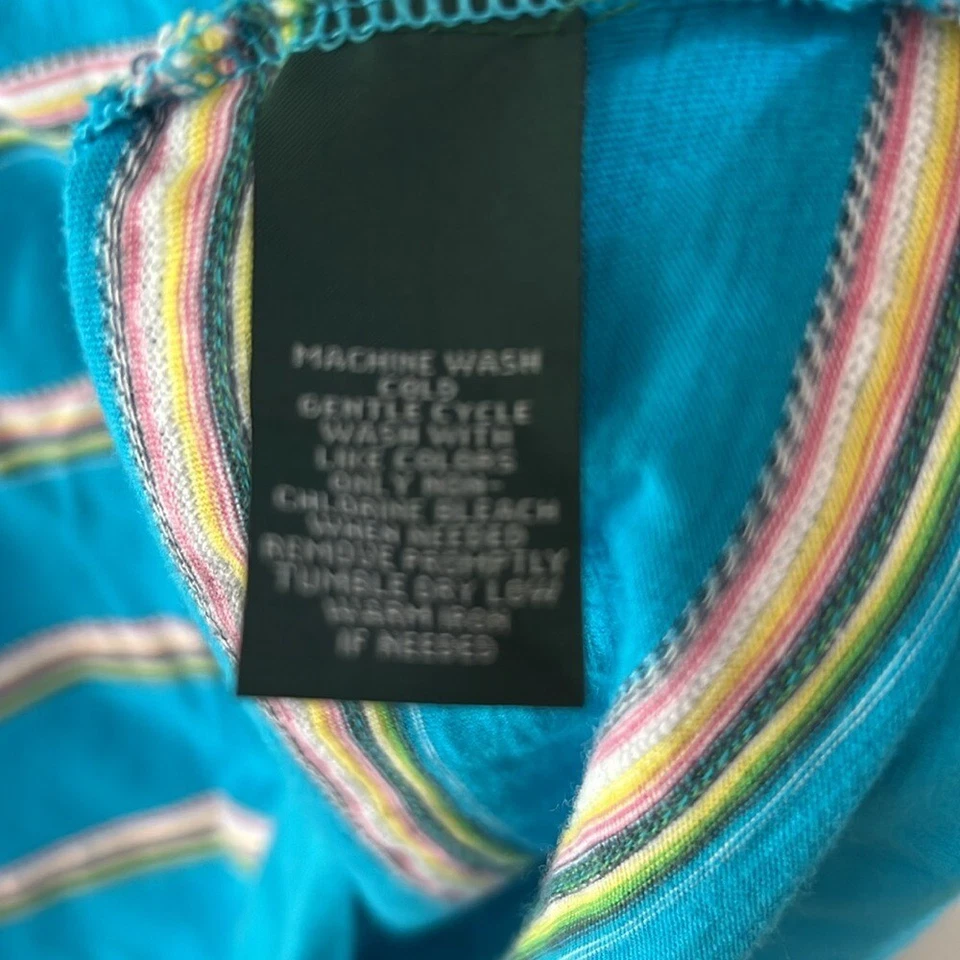 MACHINE WASH
COLD
GENTLE CYCLE
WASH WITH
LIKE COLORS
ONLY NON-
CHLORINE BLEACH
WHEN NEEDED
REMOVE PROMPTLY
TUMBLE DRY LOW
WARM IRON
IF NEEDED